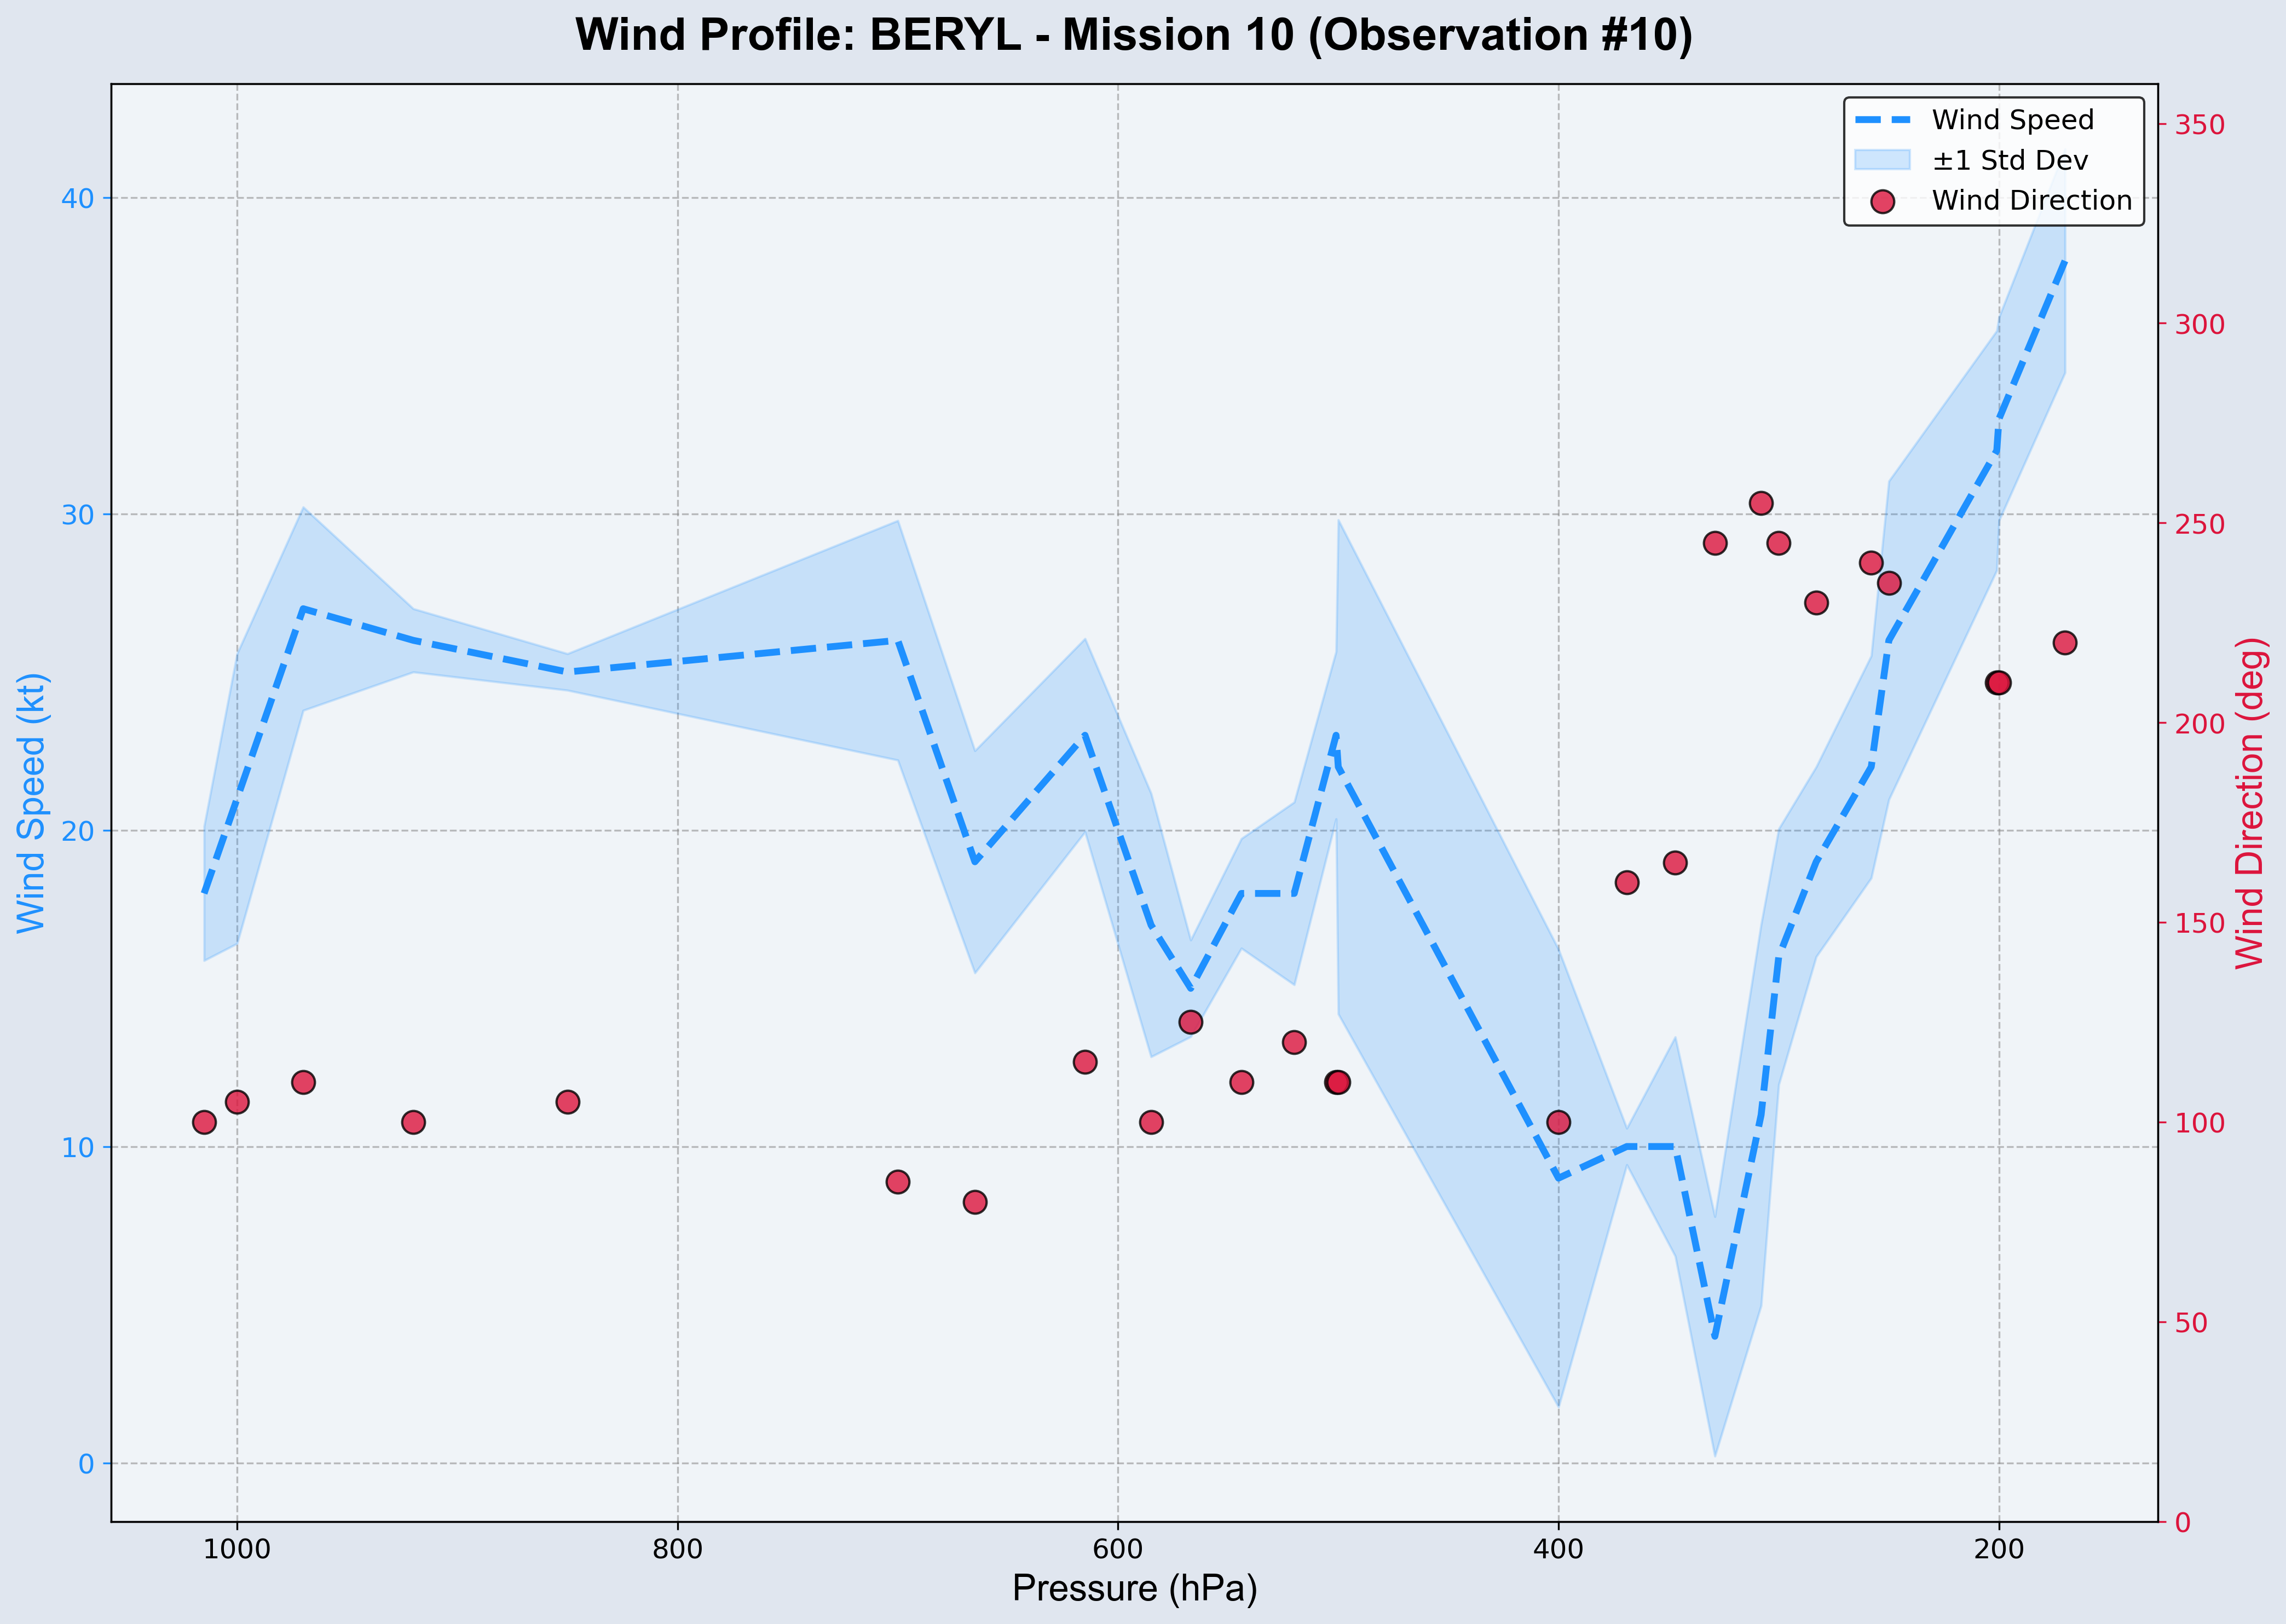 Wind Profile: BERYL - Mission 10 (Observation #10)
Wind Speed
±1 Std Dev
Wind Direction
40
30
20
10
0
Wind Speed (kt)
350
300
250
200
150
100
50
0
Wind Direction (deg)
1000
800
600
400
200
Pressure (hPa)